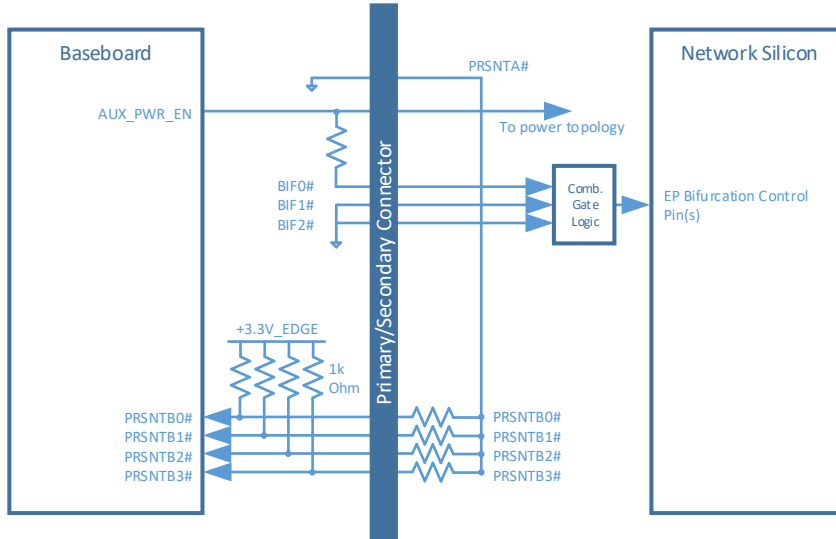 Baseboard
Network Silicon
PRSNTA#
AUX_PWR_EN
To power topology
Primary/Secondary Connector
BIF0#
BIF1#
BIF2#
Comb.
Gate
Logic
EP Bifurcation Control
Pin(s)
+3.3V_EDGE
1k
Ohm
PRSNTB0#
PRSNTB1#
PRSNTB2#
PRSNTB3#
PRSNTB0#
PRSNTB1#
PRSNTB2#
PRSNTB3#